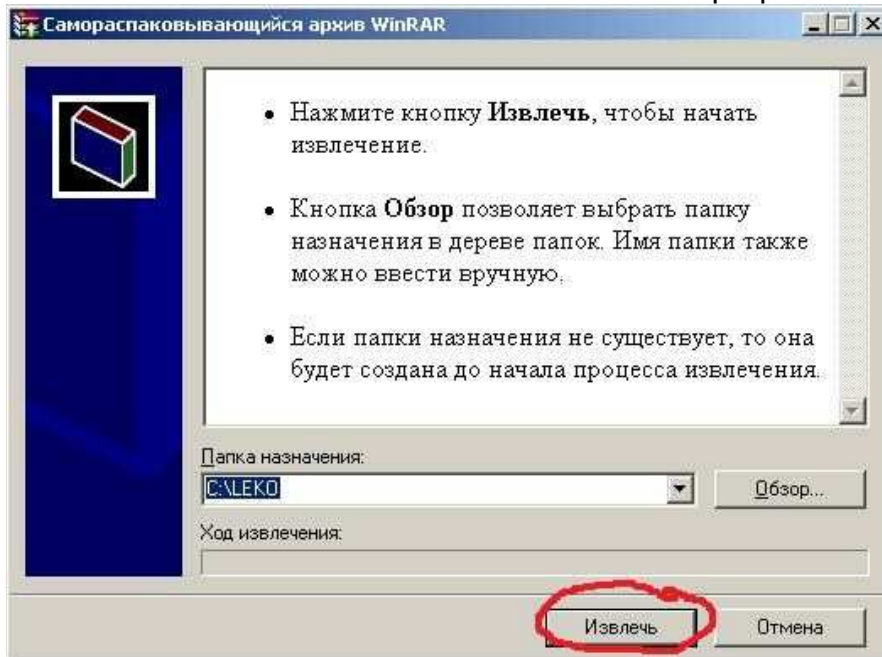 Самораспаковывающийся архив WinRAR
• Нажмите кнопку Извлечь, чтобы начать
извлечение.
• Кнопка Обзор позволяет выбрать папку
назначения в дереве папок. Имя папки также
можно ввести вручную.
• Если папки назначения не существует, то она
будет создана до начала процесса извлечения.
Папка назначения:
C:\LEKO
Обзор...
Ход извлечения:
Извлечь
Отмена